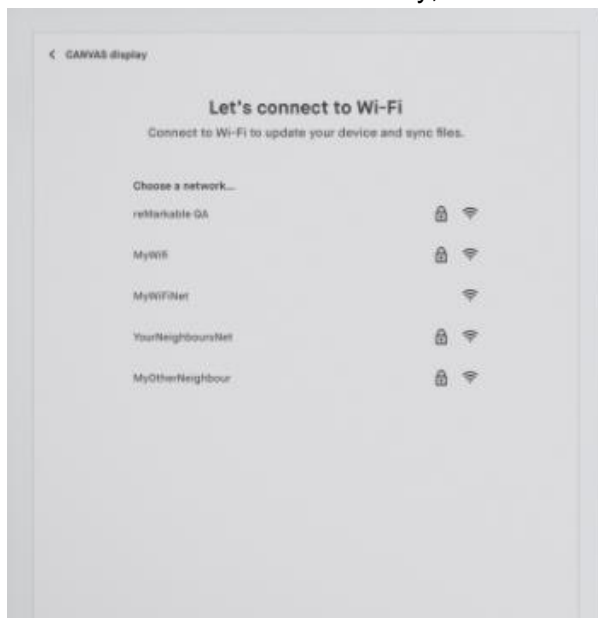 CANVAS display
Let's connect to Wi-Fi
Connect to Wi-Fi to update your device and sync files.
Choose a network...
reMarkable QA
MyWifi
MyWiFiNet
YourNeighboursNet
MyOtherNeighbour